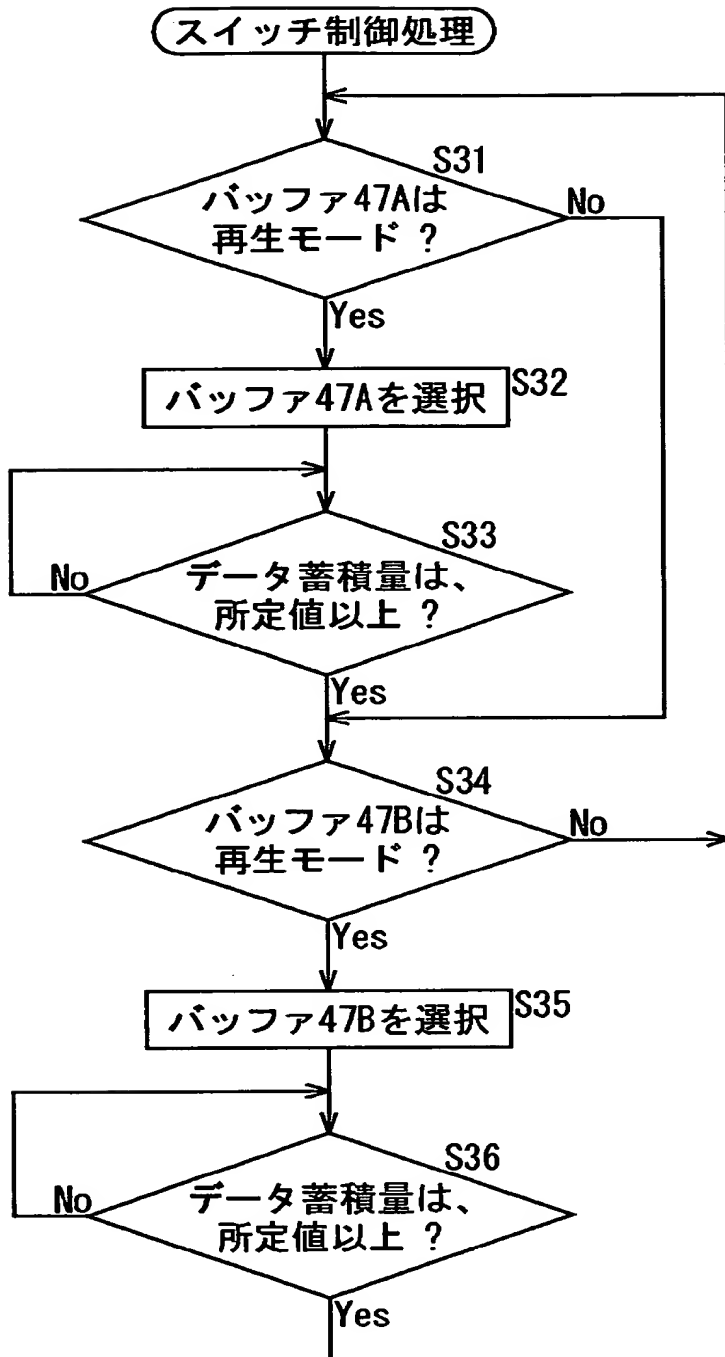 スイッチ制御処理
S31
バッファ47Aは
再生モード ?
No
Yes
バッファ47Aを選択
S32
S33
データ蓄積量は、
所定値以上 ?
No
Yes
S34
バッファ47Bは
再生モード ?
No
Yes
バッファ47Bを選択
S35
S36
データ蓄積量は、
所定値以上 ?
No
Yes